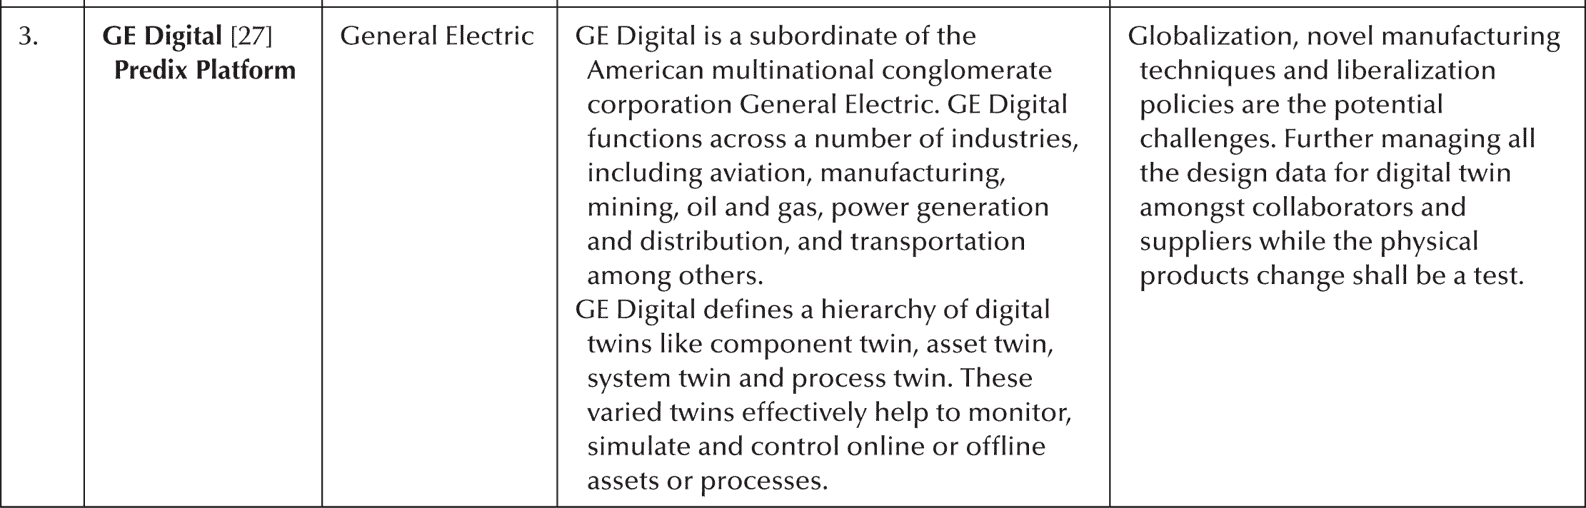 3.
GE Digital [27]
Predix Platform
General Electric
GE Digital is a subordinate of the
American multinational conglomerate
corporation General Electric. GE Digital
functions across a number of industries,
including aviation, manufacturing,
mining, oil and gas, power generation
and distribution, and transportation
among others.
GE Digital defines a hierarchy of digital
twins like component twin, asset twin,
system twin and process twin. These
varied twins effectively help to monitor,
simulate and control online or offline
assets or processes.
Globalization, novel manufacturing
techniques and liberalization
policies are the potential
challenges. Further managing all
the design data for digital twin
amongst collaborators and
suppliers while the physical
products change shall be a test.